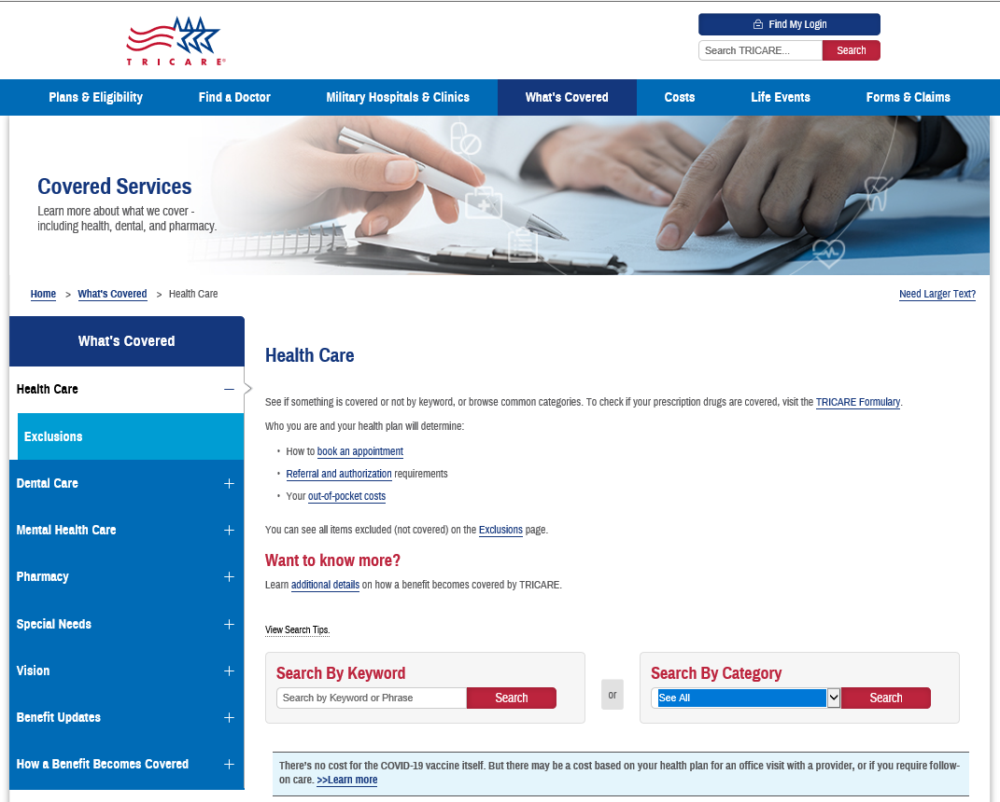 TRICARE®
Find My Login
Search TRICARE...
Search
Plans & Eligibility
Find a Doctor
Military Hospitals & Clinics
What's Covered
Costs
Life Events
Forms & Claims
Covered Services
Learn more about what we cover -
including health, dental, and pharmacy.
Home > What's Covered > Health Care
Need Larger Text?
What's Covered
Health Care
Exclusions
Dental Care
Mental Health Care
Pharmacy
Special Needs
Vision
Benefit Updates
How a Benefit Becomes Covered
Health Care
See if something is covered or not by keyword, or browse common categories. To check if your prescription drugs are covered, visit the TRICARE Formulary.
Who you are and your health plan will determine:
• How to book an appointment
• Referral and authorization requirements
• Your out-of-pocket costs
You can see all items excluded (not covered) on the Exclusions page.
Want to know more?
Learn additional details on how a benefit becomes covered by TRICARE.
View Search Tips.
Search By Keyword
Search by Keyword or Phrase
Search
or
Search By Category
See All
Search
There's no cost for the COVID-19 vaccine itself. But there may be a cost based on your health plan for an office visit with a provider, or if you require follow-
on care. >>Learn more